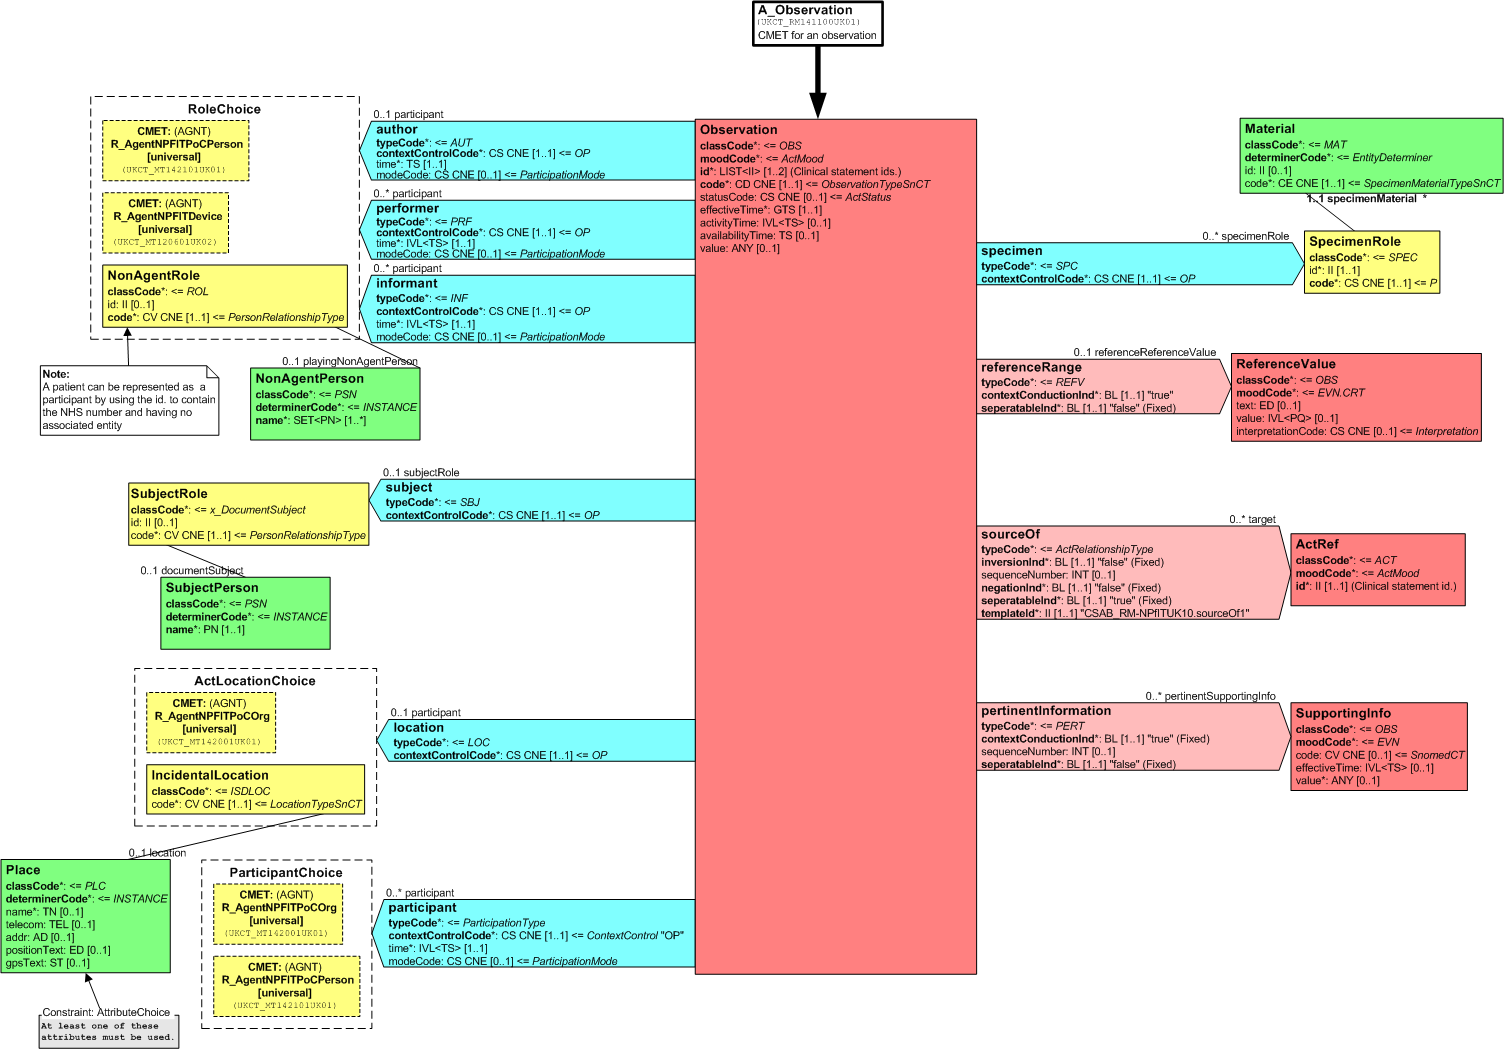 A_Observation
(UKCT_RM141100UK01)
CMET for an observation
RoleChoice
CMET: (AGNT)
R_AgentNPFITPoCPerson
[universal]
(UKCT_MT142101UK01)
CMET: (AGNT)
R_AgentNPFITDevice
[universal]
(UKCT_MT120601UK02)
NonAgentRole
classCode*: <= ROL
id: II [0..1]
code*: CV CNE [1..1] <= PersonRelationshipType
Note:
A patient can be represented as a
participant by using the id. to contain
the NHS number and having no
associated entity
0..1 playingNonAgentPerson
NonAgentPerson
classCode*: <= PSN
determinerCode*: <= INSTANCE
name*: SET<PN> [1..*]
0..1 participant
author
typeCode*: <= AUT
contextControlCode*: CS CNE [1..1] <= OP
time*: TS [1..1]
modeCode: CS CNE [0..1] <= ParticipationMode
0..* participant
performer
typeCode*: <= PRF
contextControlCode*: CS CNE [1..1] <= OP
time*: IVL<TS> [1..1]
modeCode: CS CNE [0..1] <= ParticipationMode
0..* participant
informant
typeCode*: <= INF
contextControlCode*: CS CNE [1..1] <= OP
time*: IVL<TS> [1..1]
modeCode: CS CNE [0..1] <= ParticipationMode
Observation
classCode*: <= OBS
moodCode*: <= ActMood
id*: LIST<II> [1..2] (Clinical statement ids.)
code*: CD CNE [1..1] <= ObservationTypeSnCT
statusCode: CS CNE [0..1] <= ActStatus
effectiveTime*: GTS [1..1]
activityTime: IVL<TS> [0..1]
availabilityTime: TS [0..1]
value: ANY [0..1]
Material
classCode*: <= MAT
determinerCode*: <= EntityDeterminer
id: II [0..1]
code*: CE CNE [1..1] <= SpecimenMaterialTypeSnCT
1..1 specimenMaterial *
0..* specimenRole
specimen
typeCode*: <= SPC
contextControlCode*: CS CNE [1..1] <= OP
SpecimenRole
classCode*: <= SPEC
id*: II [1..1]
code*: CS CNE [1..1] <= P
0..1 referenceReferenceValue
referenceRange
typeCode*: <= REFV
contextConductionInd*: BL [1..1] "true"
seperatableInd*: BL [1..1] "false" (Fixed)
ReferenceValue
classCode*: <= OBS
moodCode*: <= EVN.CRT
text: ED [0..1]
value: IVL<PQ> [0..1]
interpretationCode: CS CNE [0..1] <= Interpretation
0..1 subjectRole
subject
typeCode*: <= SBJ
contextControlCode*: CS CNE [1..1] <= OP
SubjectRole
classCode*: <= x_DocumentSubject
id: II [0..1]
code*: CV CNE [1..1] <= PersonRelationshipType
0..1 documentSubject
SubjectPerson
classCode*: <= PSN
determinerCode*: <= INSTANCE
name*: PN [1..1]
0..* target
sourceOf
typeCode*: <= ActRelationshipType
inversionInd*: BL [1..1] "false" (Fixed)
sequenceNumber: INT [0..1]
negationInd*: BL [1..1] "false" (Fixed)
seperatableInd*: BL [1..1] "true" (Fixed)
templateId*: II [1..1] "CSAB_RM-NPfITUK10.sourceOf1"
ActRef
classCode*: <= ACT
moodCode*: <= ActMood
id*: II [1..1] (Clinical statement id.)
ActLocationChoice
CMET: (AGNT)
R_AgentNPFITPoCOrg
[universal]
(UKCT_MT142001UK01)
IncidentalLocation
classCode*: <= ISDLOC
code*: CV CNE [1..1] <= LocationTypeSnCT
0..1 participant
location
typeCode*: <= LOC
contextControlCode*: CS CNE [1..1] <= OP
0..* pertinentSupportingInfo
pertinentInformation
typeCode*: <= PERT
contextConductionInd*: BL [1..1] "true" (Fixed)
sequenceNumber: INT [0..1]
seperatableInd*: BL [1..1] "false" (Fixed)
SupportingInfo
classCode*: <= OBS
moodCode*: <= EVN
code: CV CNE [0..1] <= SnomedCT
effectiveTime: IVL<TS> [0..1]
value*: ANY [0..1]
0..1 location
Place
classCode*: <= PLC
determinerCode*: <= INSTANCE
name*: TN [0..1]
telecom: TEL [0..1]
addr: AD [0..1]
positionText: ED [0..1]
gpsText: ST [0..1]
Constraint: AttributeChoice
At least one of these
attributes must be used.
ParticipantChoice
CMET: (AGNT)
R_AgentNPFITPoCOrg
[universal]
(UKCT_MT142001UK01)
CMET: (AGNT)
R_AgentNPFITPoCPerson
[universal]
(UKCT_MT142101UK01)
0..* participant
participant
typeCode*: <= ParticipationType
contextControlCode*: CS CNE [1..1] <= ContextControl "OP"
time*: IVL<TS> [1..1]
modeCode: CS CNE [0..1] <= ParticipationMode